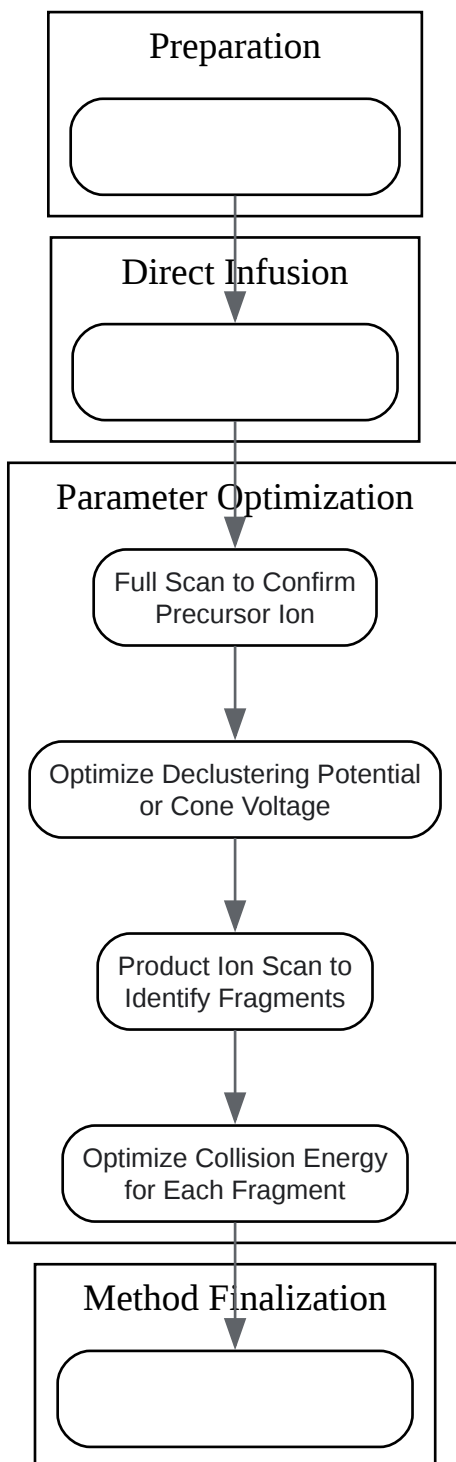 Preparation
Direct Infusion
Parameter Optimization
Full Scan to Confirm
Precursor Ion
Optimize Declustering Potential
or Cone Voltage
Product Ion Scan to
Identify Fragments
Optimize Collision Energy
for Each Fragment
Method Finalization